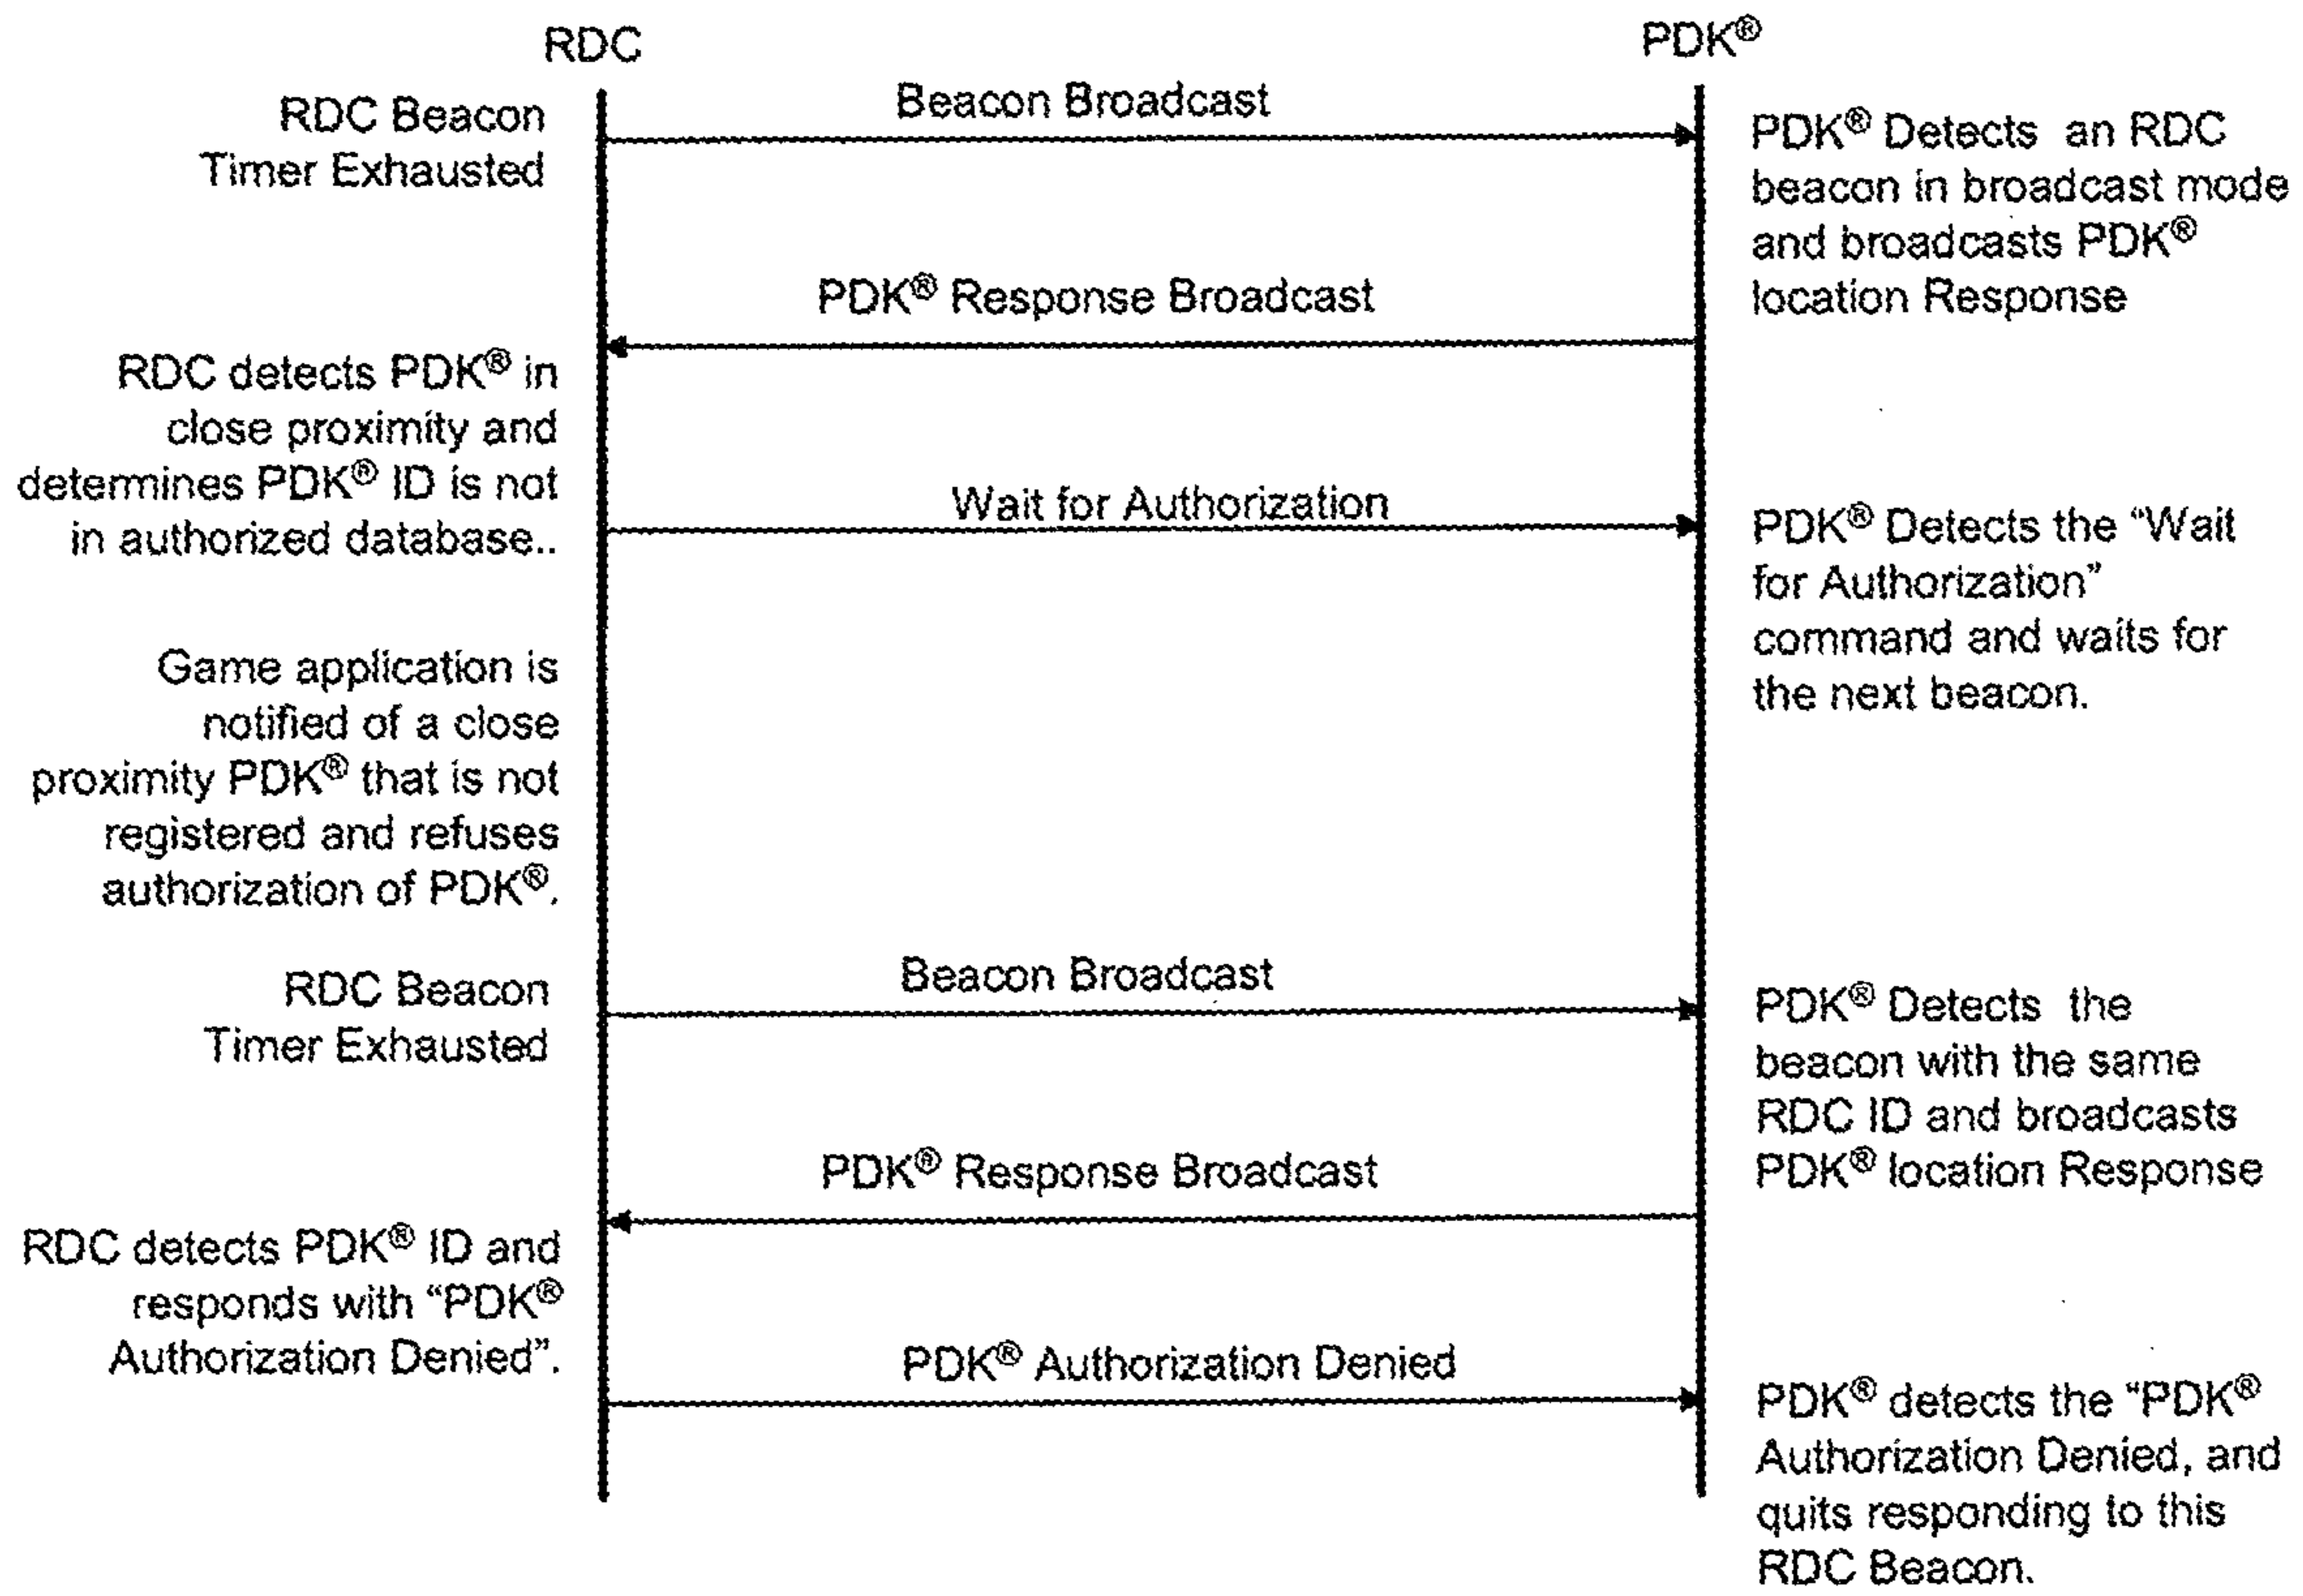 RDC
PDK®
RDC Beacon
Timer Exhausted
Beacon Broadcast
PDK® Detects an RDC
beacon in broadcast mode
and broadcasts PDK®
location Response
PDK® Response Broadcast
RDC detects PDK® in
close proximity and
determines PDK® ID is not
in authorized database..
Wait for Authorization
PDK® Detects the “Wait
for Authorization”
command and waits for
the next beacon.
Game application is
notified of a close
proximity PDK® that is not
registered and refuses
authorization of PDK®.
RDC Beacon
Timer Exhausted
Beacon Broadcast
PDK® Detects the
beacon with the same
RDC ID and broadcasts
PDK® location Response
PDK® Response Broadcast
RDC detects PDK® ID and
responds with “PDK®
Authorization Denied”.
PDK® Authorization Denied
PDK® detects the “PDK®
Authorization Denied, and
quits responding to this
RDC Beacon.